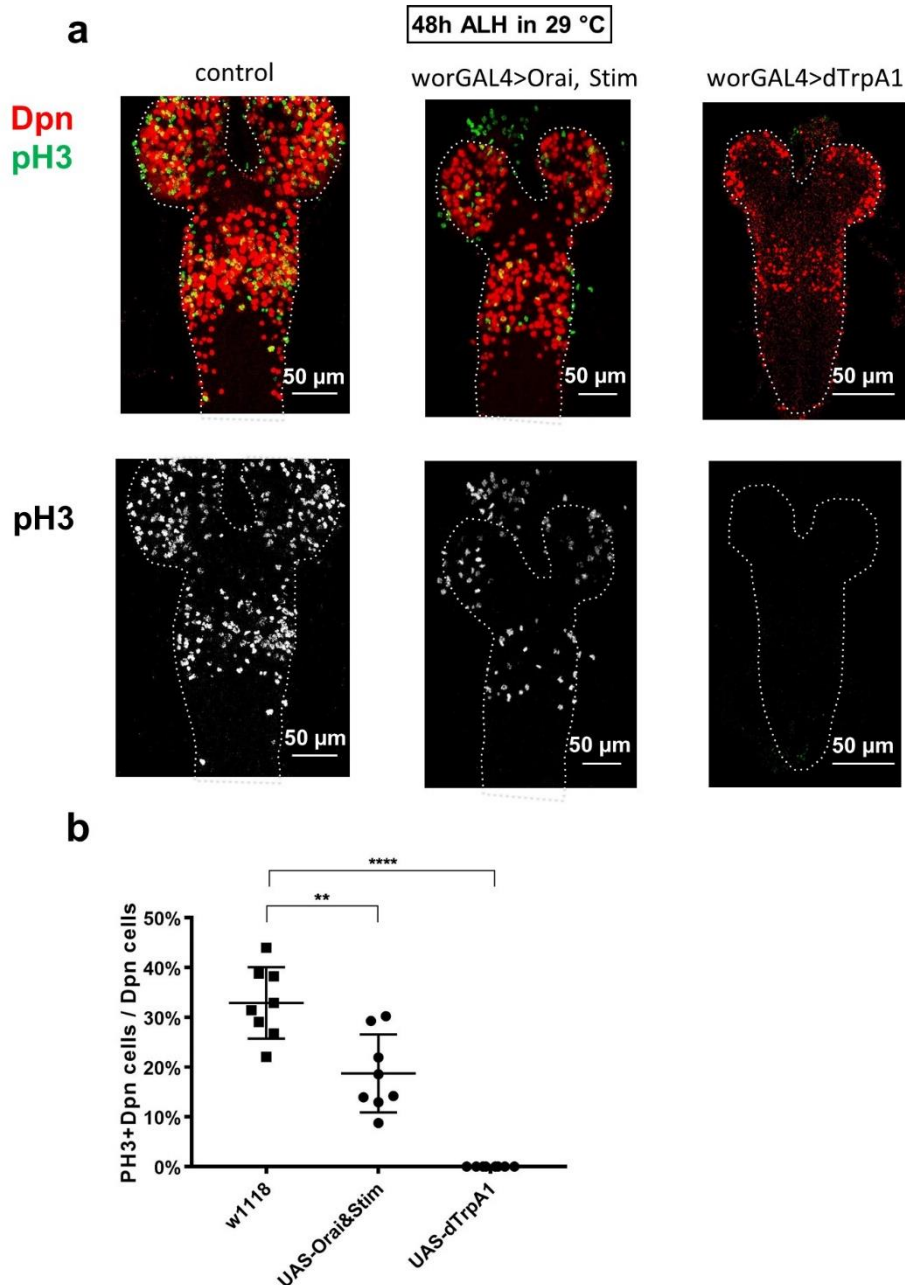 a
48h ALH in 29 °C
control
worGAL4>Orai, Stim
worGAL4>dTrpA1
Dpn
pH3
50 µm
50 µm
50 µm
pH3
50 µm
50 µm
50 µm
b
****
**
PH3+Dpn cells / Dpn cells
50%
40%
30%
20%
10%
0%
w1118
UAS-Orai&Stim
UAS-dTrpA1